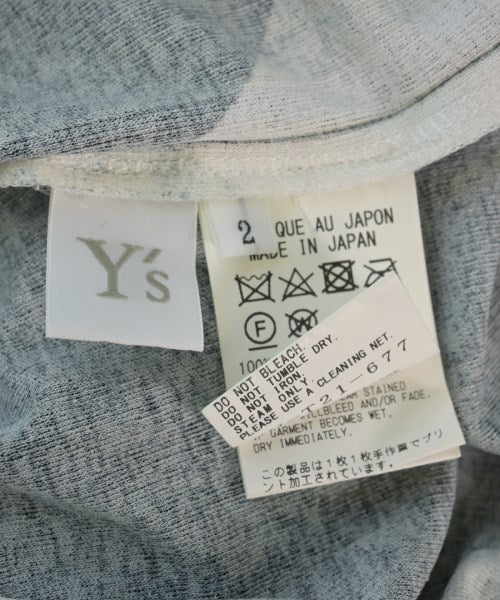 Y's
2
QUE AU JAPON
MADE IN JAPAN
F
W
100%
DO NOT BLEACH.
DO NOT TUMBLE DRY.
DO NOT IRON.
STEAM ONLY.
PLEASE USE A CLEANING NET.
T21-677
STAINED
BLEED AND/OR FADE.
IF GARMENT BECOMES WET.
DRY IMMEDIATELY.
この製品は1枚1枚手作業でプリ
ント加工されています。